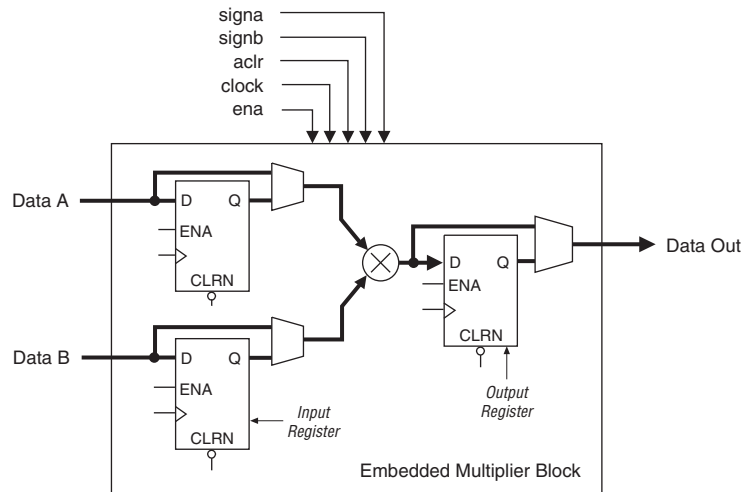 signa
signb
aclr
clock
ena
Data A
D Q
ENA
CLRN
Data Out
D Q
ENA
CLRN
Data B
D Q
ENA
CLRN
Input
Register
Output
Register
Embedded Multiplier Block